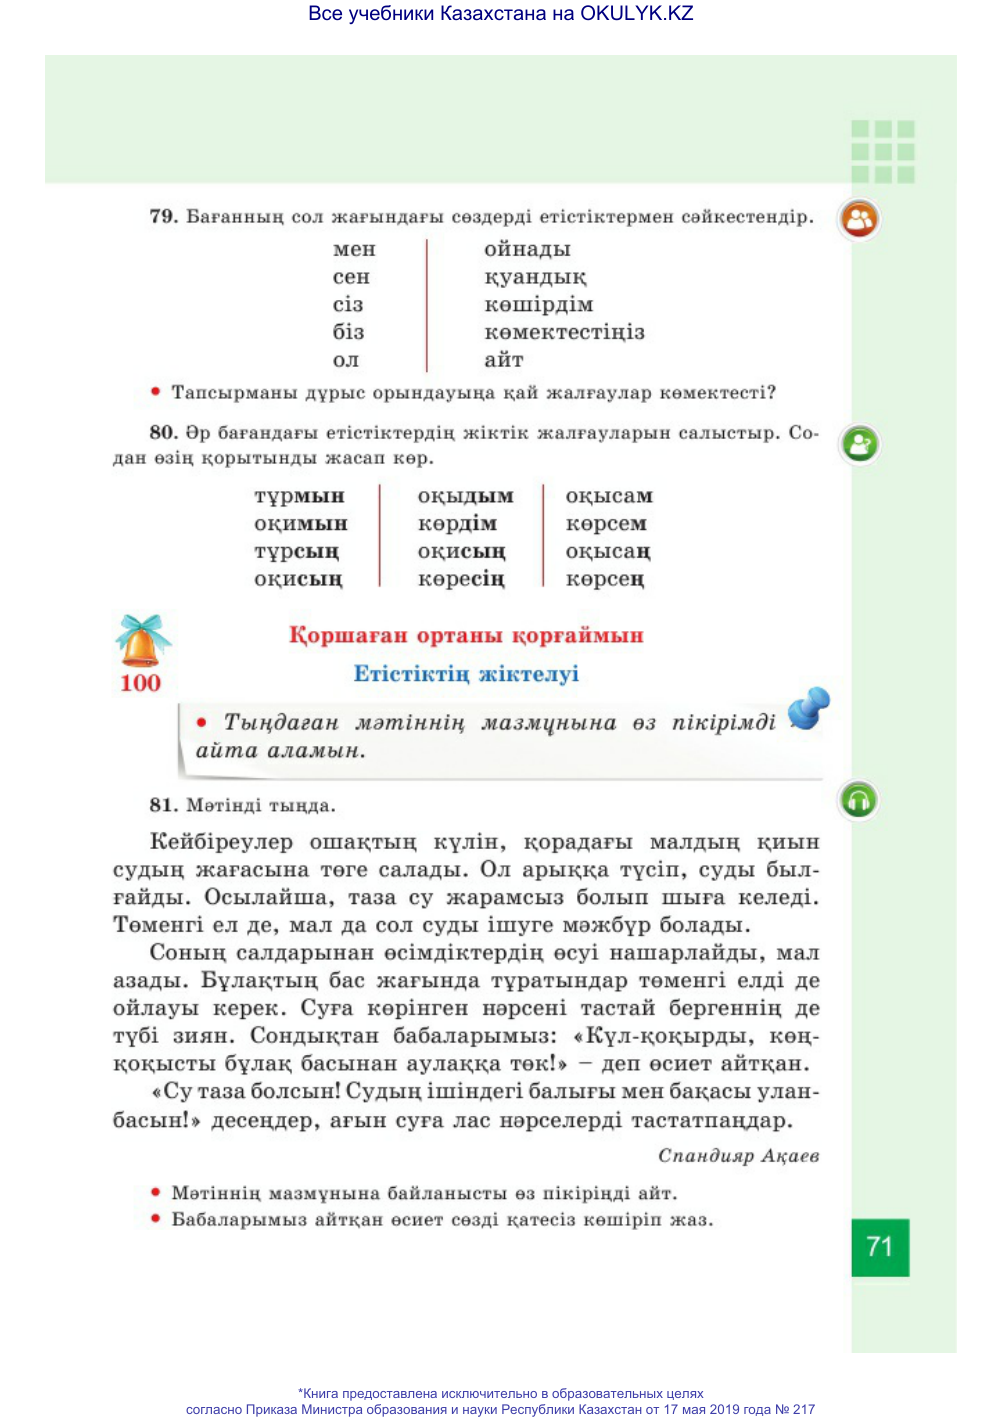 Все учебники Казахстана на OKULYK.KZ
79. Бағанның сол жағындағы сөздерді етістіктермен сәйкестендір.
мен ойнады
сен қуандық
сіз көшірдім
біз көмектестіңіз
ол айт
• Тапсырманы дұрыс орындауыңа қай жалғаулар көмектесті?
80. Әр бағандағы етістіктердің жіктік жалғауларын салыстыр. Со-
дан өзің қорытынды жасап көр.
тұрмын оқыдым оқысам
оқимын көрдім көрсем
тұрсың оқисың оқысаң
оқисың көресің көрсең
Қоршаған ортаны қорғаймын
Етістіктің жіктелуі
100
• Тыңдаған мәтіннің мазмұнына өз пікірімді
айта аламын.
81. Мәтінді тыңда.
Кейбіреулер ошақтың күлін, қорадағы малдың қиын
судың жағасына төге салады. Ол арыққа түсіп, суды был-
ғайды. Осылайша, таза су жарамсыз болып шыға келеді.
Төменгі ел де, мал да сол суды ішуге мәжбүр болады.
Соның салдарынан өсімдіктердің өсуі нашарлайды, мал
азады. Бұлақтың бас жағында тұратындар төменгі елді де
ойлауы керек. Суға көрінген нәрсені тастай бергеннің де
түбі зиян. Сондықтан бабаларымыз: «Күл-қоқырды, көң-
қоқысты бұлақ басынан аулаққа төк!» – деп өсиет айтқан.
«Су таза болсын! Судың ішіндегі балығы мен бақасы улан-
басын!» десеңдер, ағын суға лас нәрселерді тастатпаңдар.
Спандияр Ақаев
• Мәтіннің мазмұнына байланысты өз пікіріңді айт.
• Бабаларымыз айтқан өсиет сөзді қатесіз көшіріп жаз.
71
*Книга предоставлена исключительно в образовательных целях
согласно Приказа Министра образования и науки Республики Казахстан от 17 мая 2019 года № 217